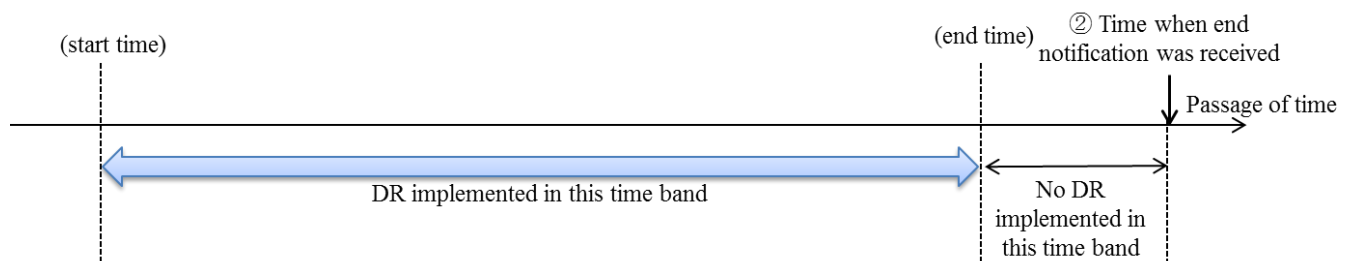 (start time)
(end time)
② Time when end
notification was received
Passage of time
DR implemented in this time band
No DR
implemented in
this time band